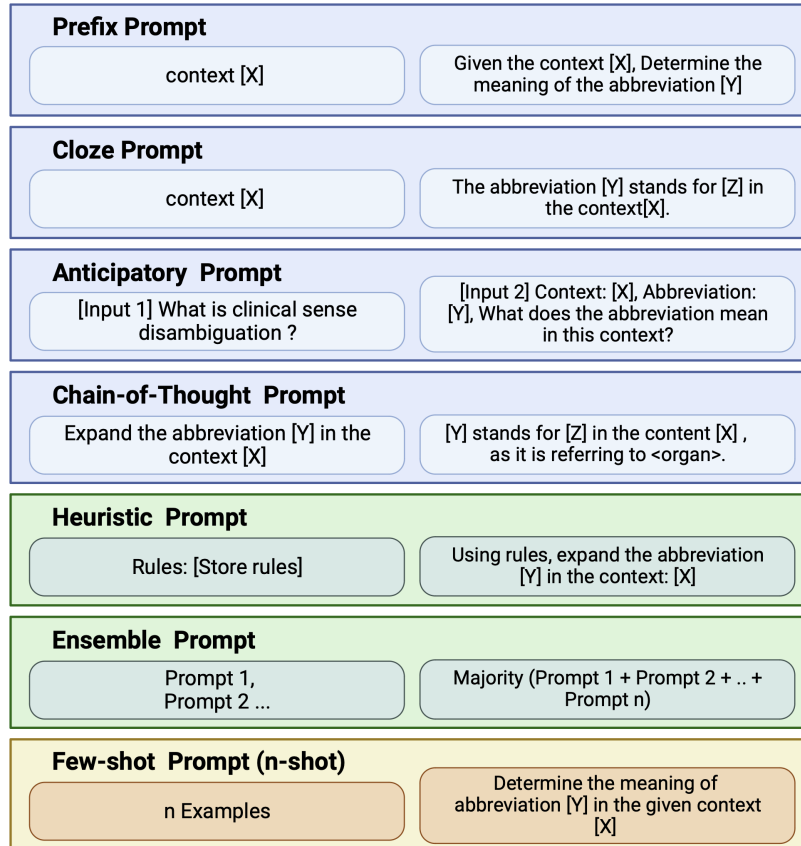 Prefix Prompt
context [X]
Given the context [X], Determine the
meaning of the abbreviation [Y]
Cloze Prompt
context [X]
The abbreviation [Y] stands for [Z] in
the context[X].
Anticipatory Prompt
[Input 1] What is clinical sense
disambiguation ?
[Input 2] Context: [X], Abbreviation:
[Y], What does the abbreviation mean
in this context?
Chain-of-Thought Prompt
Expand the abbreviation [Y] in the
context [X]
[Y] stands for [Z] in the content [X] ,
as it is referring to <organ>.
Heuristic Prompt
Rules: [Store rules]
Using rules, expand the abbreviation
[Y] in the context: [X]
Ensemble Prompt
Prompt 1,
Prompt 2 ...
Majority (Prompt 1 + Prompt 2 + .. +
Prompt n)
Few-shot Prompt (n-shot)
n Examples
Determine the meaning of
abbreviation [Y] in the given context
[X]